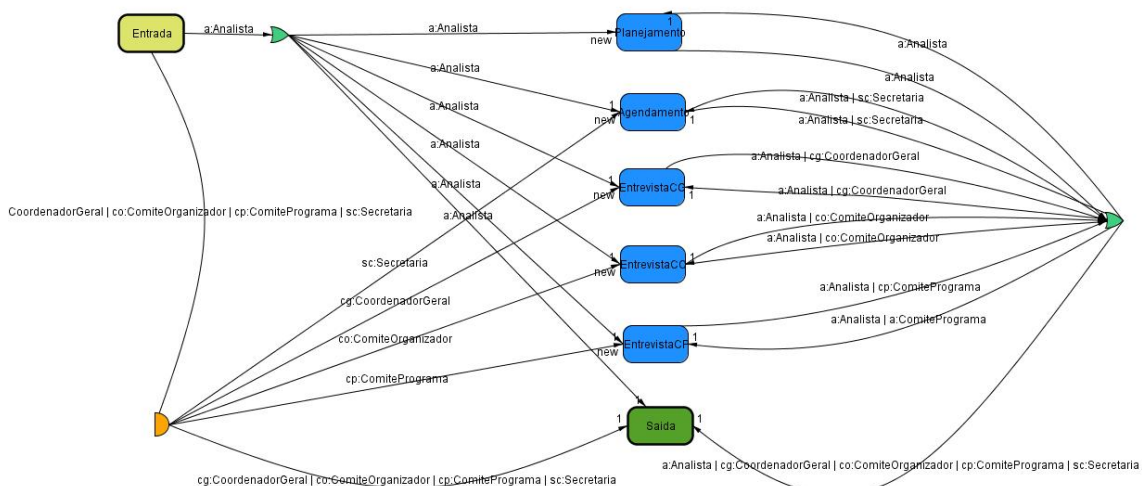 Entrada
a:Analista
a:Analista
new
1
Planejamento
a:Analista
a:Analista
a:Analista
1
new
Agendamento
1
a:Analista | sc:Secretaria
a:Analista | sc:Secretaria
a:Analista
1
new
EntrevistaCG
1
a:Analista | cg:CoordenadorGeral
a:Analista | cg:CoordenadorGeral
a:Analista
1
new
EntrevistaCO
1
a:Analista | co:ComiteOrganizador
a:Analista | co:ComiteOrganizador
a:Analista
1
new
EntrevistaCP
1
a:Analista | cp:ComitePrograma
a:Analista | a:ComitePrograma
a:Analista
CoordenadorGeral | co:ComiteOrganizador | cp:ComitePrograma | sc:Secretaria
sc:Secretaria
cg:CoordenadorGeral
co:ComiteOrganizador
cp:ComitePrograma
1
1
Saida
1
cg:CoordenadorGeral | co:ComiteOrganizador | cp:ComitePrograma | sc:Secretaria
a:Analista | cg:CoordenadorGeral | co:ComiteOrganizador | cp:ComitePrograma | sc:Secretaria